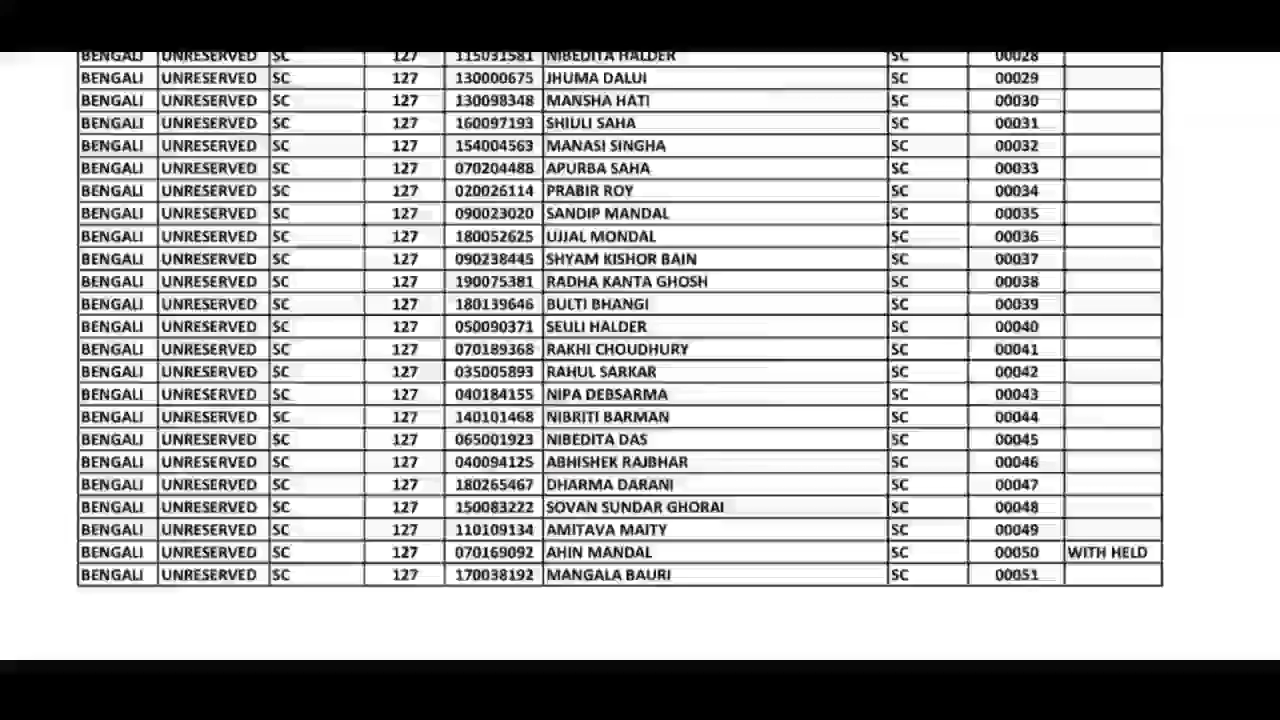 BENGALI UNRESERVED SC 127 115031581 NIBEDITA HALDER SC 00028
BENGALI UNRESERVED SC 127 130000675 JHUMA DALUI SC 00029
BENGALI UNRESERVED SC 127 130098348 MANSHA HATI SC 00030
BENGALI UNRESERVED SC 127 160097193 SHIULI SAHA SC 00031
BENGALI UNRESERVED SC 127 154004563 MANASI SINGHA SC 00032
BENGALI UNRESERVED SC 127 070204488 APURBA SAHA SC 00033
BENGALI UNRESERVED SC 127 020026114 PRABIR ROY SC 00034
BENGALI UNRESERVED SC 127 090023020 SANDIP MANDAL SC 00035
BENGALI UNRESERVED SC 127 180052625 UJJAL MONDAL SC 00036
BENGALI UNRESERVED SC 127 090238445 SHYAM KISHOR BAIN SC 00037
BENGALI UNRESERVED SC 127 190075381 RADHA KANTA GHOSH SC 00038
BENGALI UNRESERVED SC 127 180139646 BULTI BHANGI SC 00039
BENGALI UNRESERVED SC 127 050090371 SEULI HALDER SC 00040
BENGALI UNRESERVED SC 127 070189368 RAKHI CHOUDHURY SC 00041
BENGALI UNRESERVED SC 127 035005893 RAHUL SARKAR SC 00042
BENGALI UNRESERVED SC 127 040184155 NIPA DEBSARMA SC 00043
BENGALI UNRESERVED SC 127 140101468 NIBRITI BARMAN SC 00044
BENGALI UNRESERVED SC 127 065001923 NIBEDITA DAS SC 00045
BENGALI UNRESERVED SC 127 040094125 ABHISHEK RAJBHAR SC 00046
BENGALI UNRESERVED SC 127 180265467 DHARMA DARANI SC 00047
BENGALI UNRESERVED SC 127 150083222 SOVAN SUNDAR GHORAI SC 00048
BENGALI UNRESERVED SC 127 110109134 AMITAVA MAITY SC 00049
BENGALI UNRESERVED SC 127 070169092 AHIN MANDAL SC 00050 WITH HELD
BENGALI UNRESERVED SC 127 170038192 MANGALA BAURI SC 00051